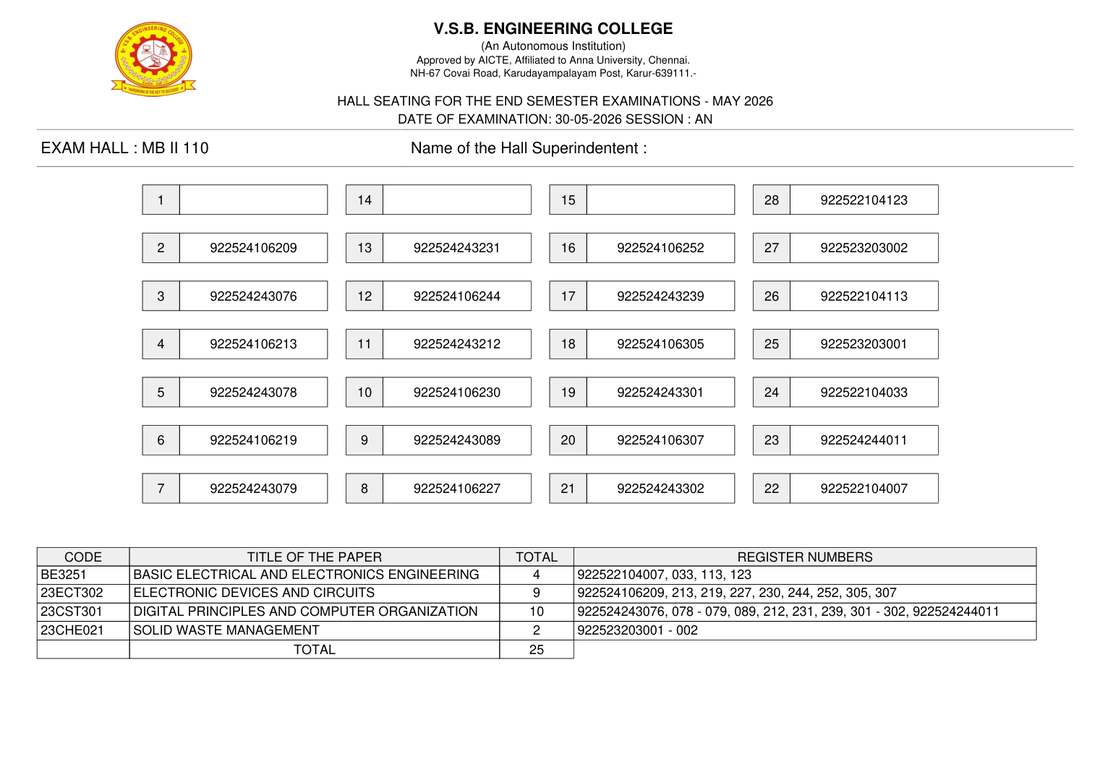 V.S.B. ENGINEERING COLLEGE
(An Autonomous Institution)
Approved by AICTE, Affiliated to Anna University, Chennai.
NH-67 Covai Road, Karudayampalayam Post, Karur-639111.-
HALL SEATING FOR THE END SEMESTER EXAMINATIONS - MAY 2026
DATE OF EXAMINATION: 30-05-2026 SESSION : AN
EXAM HALL : MB II 110 Name of the Hall Superindentent :
1 14 15 28 922522104123
2 922524106209 13 922524243231 16 922524106252 27 922523203002
3 922524243076 12 922524106244 17 922524243239 26 922522104113
4 922524106213 11 922524243212 18 922524106305 25 922523203001
5 922524243078 10 922524106230 19 922524243301 24 922522104033
6 922524106219 9 922524243089 20 922524106307 23 922524244011
7 922524243079 8 922524106227 21 922524243302 22 922522104007
CODE TITLE OF THE PAPER TOTAL REGISTER NUMBERS
BE3251 BASIC ELECTRICAL AND ELECTRONICS ENGINEERING 4 922522104007, 033, 113, 123
23ECT302 ELECTRONIC DEVICES AND CIRCUITS 9 922524106209, 213, 219, 227, 230, 244, 252, 305, 307
23CST301 DIGITAL PRINCIPLES AND COMPUTER ORGANIZATION 10 922524243076, 078 - 079, 089, 212, 231, 239, 301 - 302, 922524244011
23CHE021 SOLID WASTE MANAGEMENT 2 922523203001 - 002
TOTAL 25